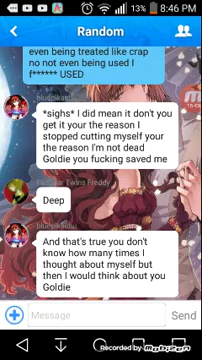 13% 8:46 PM
Random
even being treated like crap
no not even being used I
f****** USED
*sighs* I did mean it don't you
get it your the reason I
stopped cutting myself your
the reason I'm not dead
Goldie you fucking saved me
Twins Freddy
Deep
And that's true you don't
know how many times I
thought about myself but
then I would think about you
Goldie
Message
Send
Recorded by